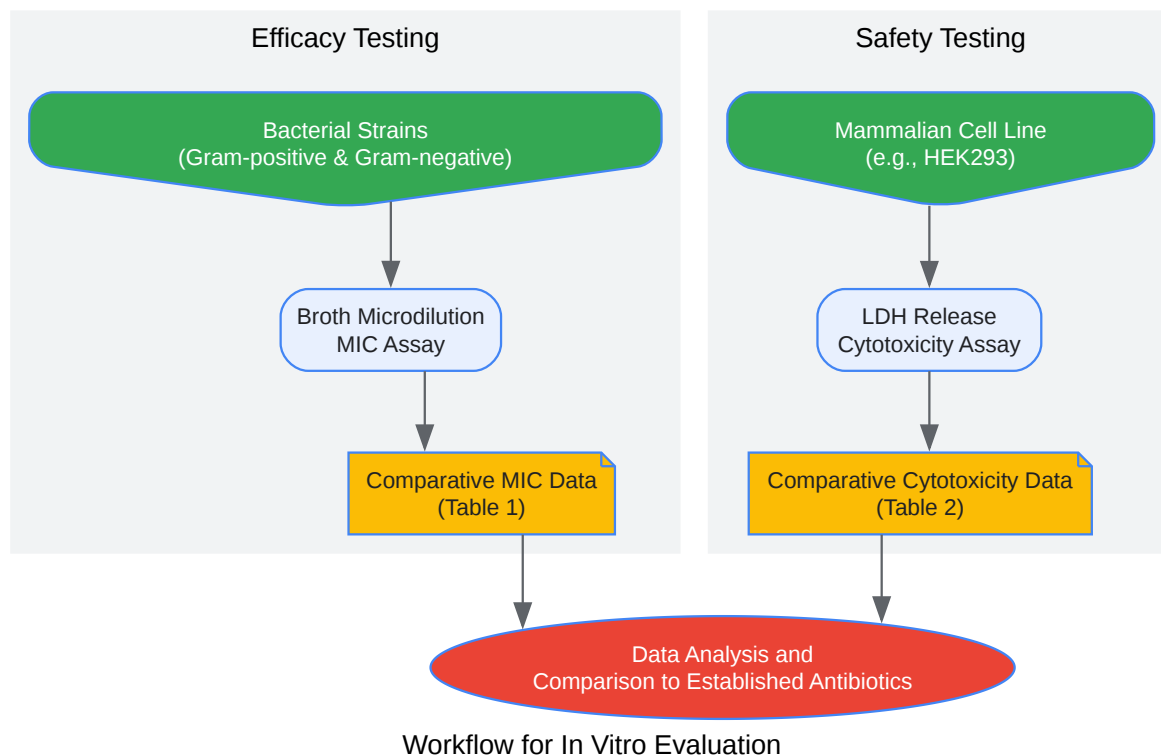 Efficacy Testing
Bacterial Strains
(Gram-positive & Gram-negative)
Broth Microdilution
MIC Assay
Comparative MIC Data
(Table 1)
Safety Testing
Mammalian Cell Line
(e.g., HEK293)
LDH Release
Cytotoxicity Assay
Comparative Cytotoxicity Data
(Table 2)
Data Analysis and
Comparison to Established Antibiotics
Workflow for In Vitro Evaluation